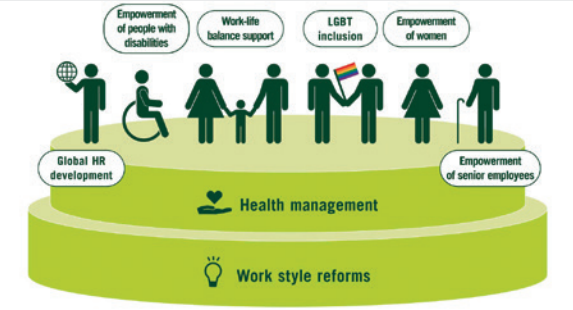 Empowerment
of people with
disabilities
Work-life
balance support
LGBT
inclusion
Empowerment
of women
Global HR
development
Empowerment
of senior employees
Health management
Work style reforms